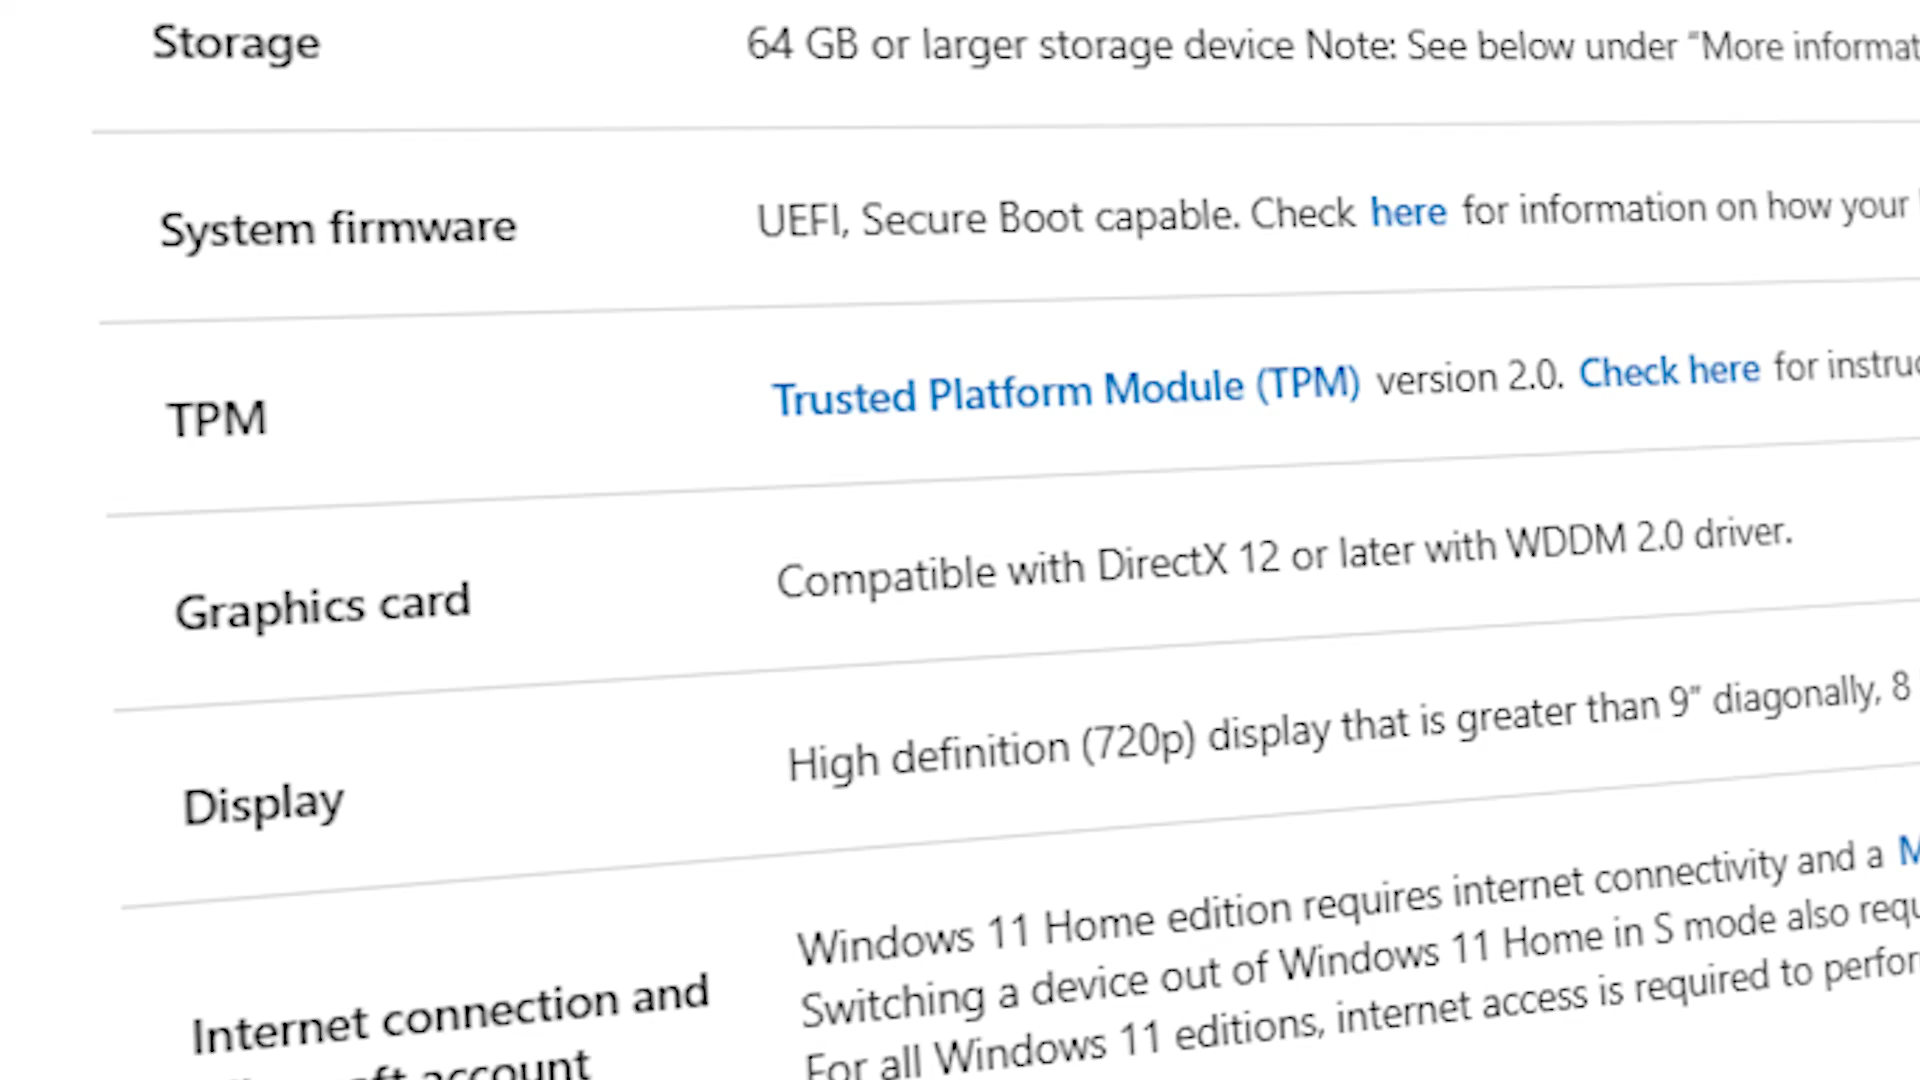 Storage
64 GB or larger storage device Note: See below under “More
System firmware
UEFI, Secure Boot capable. Check here for information on how your
TPM
Trusted Platform Module (TPM) version 2.0. Check here for
Graphics card
Compatible with DirectX 12 or later with WDDM 2.0 driver.
Display
High definition (720p) display that is greater than 9” diagonally, 8
Internet connection and
account
Windows 11 Home edition requires internet connectivity and a
Switching a device out of Windows 11 Home in S mode also
For all Windows 11 editions, internet access is required to